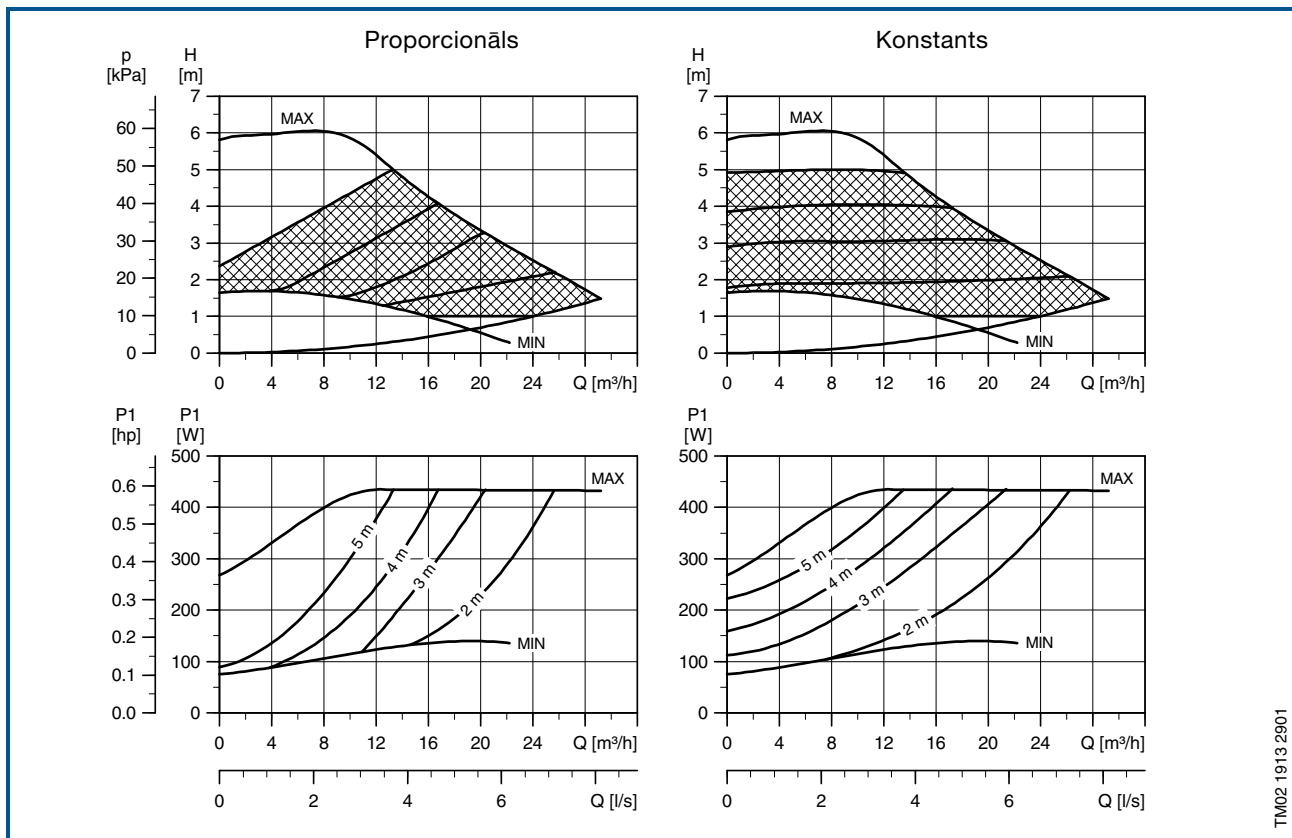 Proporcionāls
Konstants
p
[kPa]
H
[m]
H
[m]
7
6
5
4
3
2
1
0
60
50
40
30
20
10
0
MAX
MIN
0 4 8 12 16 20 24 Q [m³/h]
7
6
5
4
3
2
1
0
MAX
MIN
0 4 8 12 16 20 24 Q [m³/h]
P1
[hp]
P1
[W]
0.6
0.5
0.4
0.3
0.2
0.1
0.0
500
400
300
200
100
0
MAX
5 m
4 m
3 m
2 m
MIN
0 4 8 12 16 20 24 Q [m³/h]
0 2 4 6 Q [l/s]
P1
[W]
500
400
300
200
100
0
MAX
5 m
4 m
3 m
2 m
MIN
0 4 8 12 16 20 24 Q [m³/h]
0 2 4 6 Q [l/s]
TM02 1913 2901